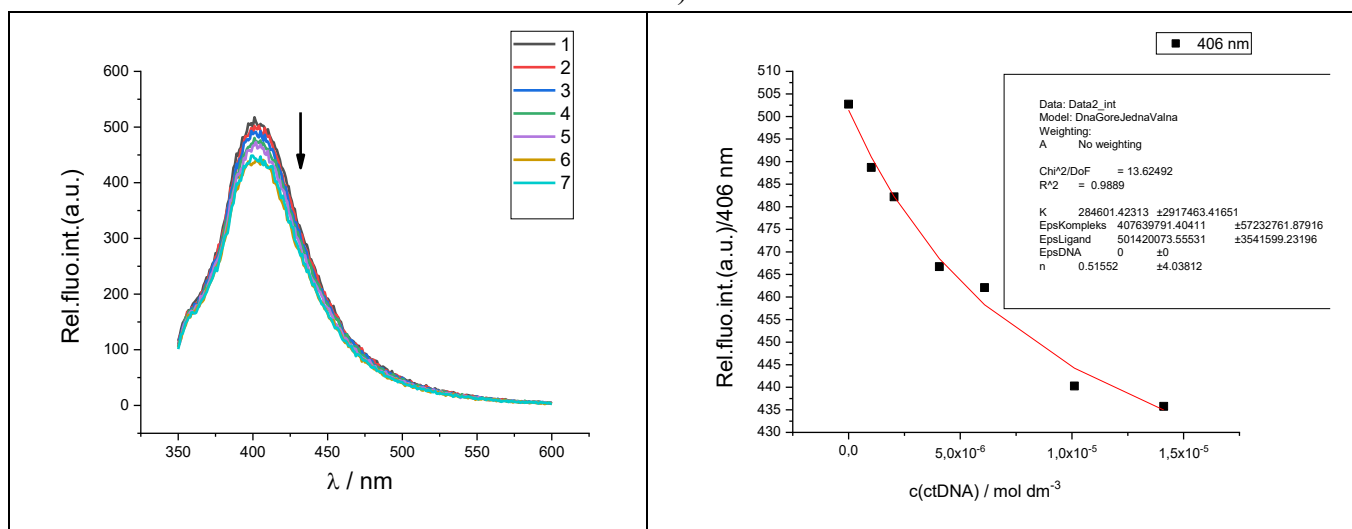 )
600
500
400
300
200
100
0
Rel.fluo.int.(a.u.)
350
400
450
500
550
600
λ / nm
1
2
3
4
5
6
7
406 nm
510
505
500
495
490
485
480
475
470
465
460
455
450
445
440
435
430
Rel.fluo.int.(a.u.)/406 nm
Data: Data2_int
Model: DnaGoreJednaValna
Weighting:
A No weighting
Chi^2/DoF = 13.62492
R^2 = 0.9889
K 284601.42313 ±2917463.41651
EpsKompleks 407639791.40411 ±57232761.87916
EpsLigand 501420073.55531 ±3541599.23196
EpsDNA 0 ±0
n 0.51552 ±4.03812
0,0
5,0x10⁻⁶
1,0x10⁻⁵
1,5x10⁻⁵
c(ctDNA) / mol dm⁻³